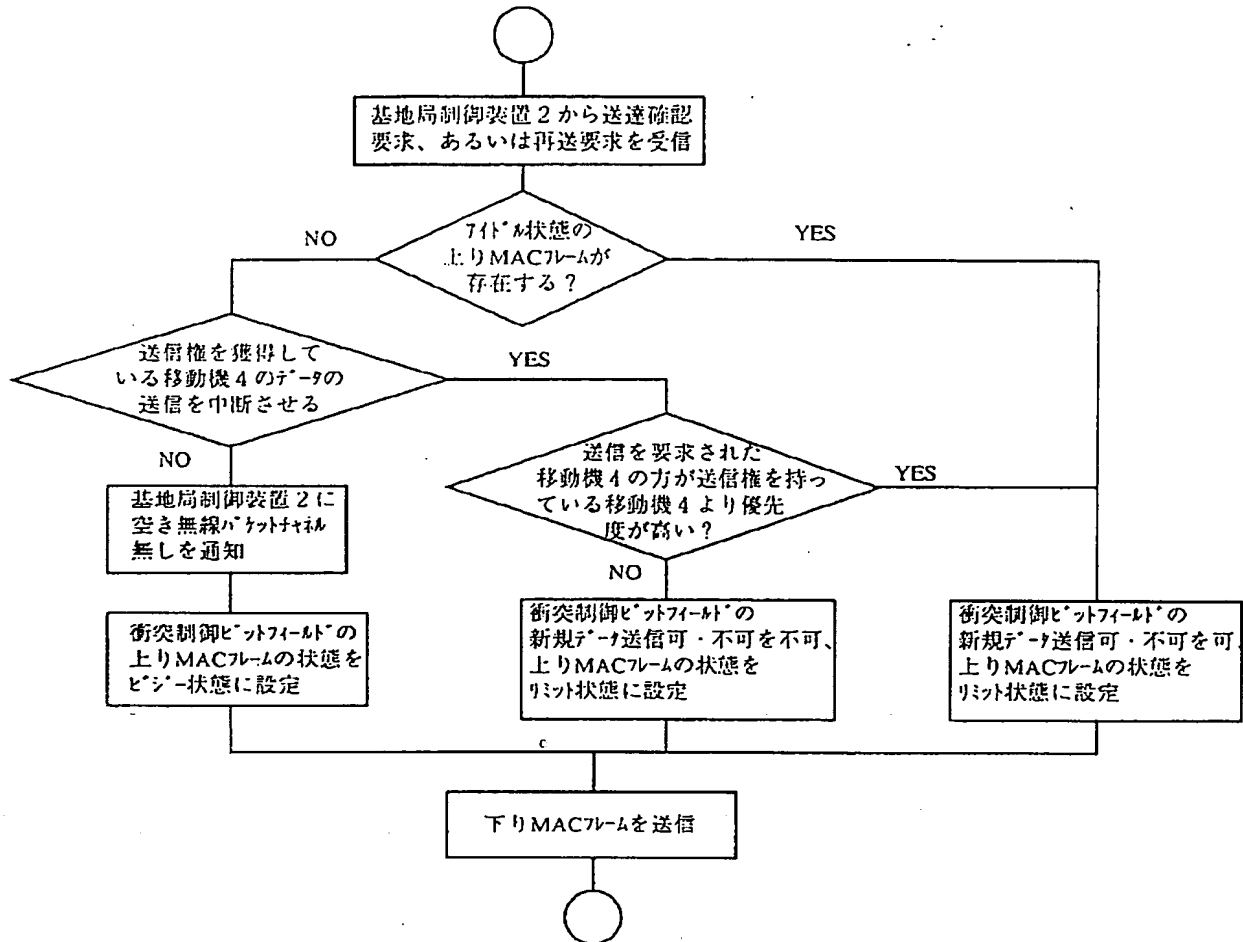 基地局制御装置2から送達確認
要求、あるいは再送要求を受信
NO
YES
ｱｲﾄﾞﾙ状態の
上りMACﾌﾚｰﾑが
存在する?
送信権を獲得して
いる移動機4のﾃﾞｰﾀの
送信を中断させる
YES
NO
送信を要求された
移動機4の方が送信権を持っ
ている移動機4より優先
度が高い?
YES
NO
基地局制御装置2に
空き無線ﾊﾟｹｯﾄﾁｬﾈﾙ
無しを通知
衝突制御ﾋﾞｯﾄﾌｨｰﾙﾄﾞの
上りMACﾌﾚｰﾑの状態を
ﾋﾞｼﾞｰ状態に設定
衝突制御ﾋﾞｯﾄﾌｨｰﾙﾄﾞの
新規ﾃﾞｰﾀ送信可・不可を不可、
上りMACﾌﾚｰﾑの状態を
ﾘﾐｯﾄ状態に設定
衝突制御ﾋﾞｯﾄﾌｨｰﾙﾄﾞの
新規ﾃﾞｰﾀ送信可・不可を可、
上りMACﾌﾚｰﾑの状態を
ﾘﾐｯﾄ状態に設定
c
下りMACﾌﾚｰﾑを送信